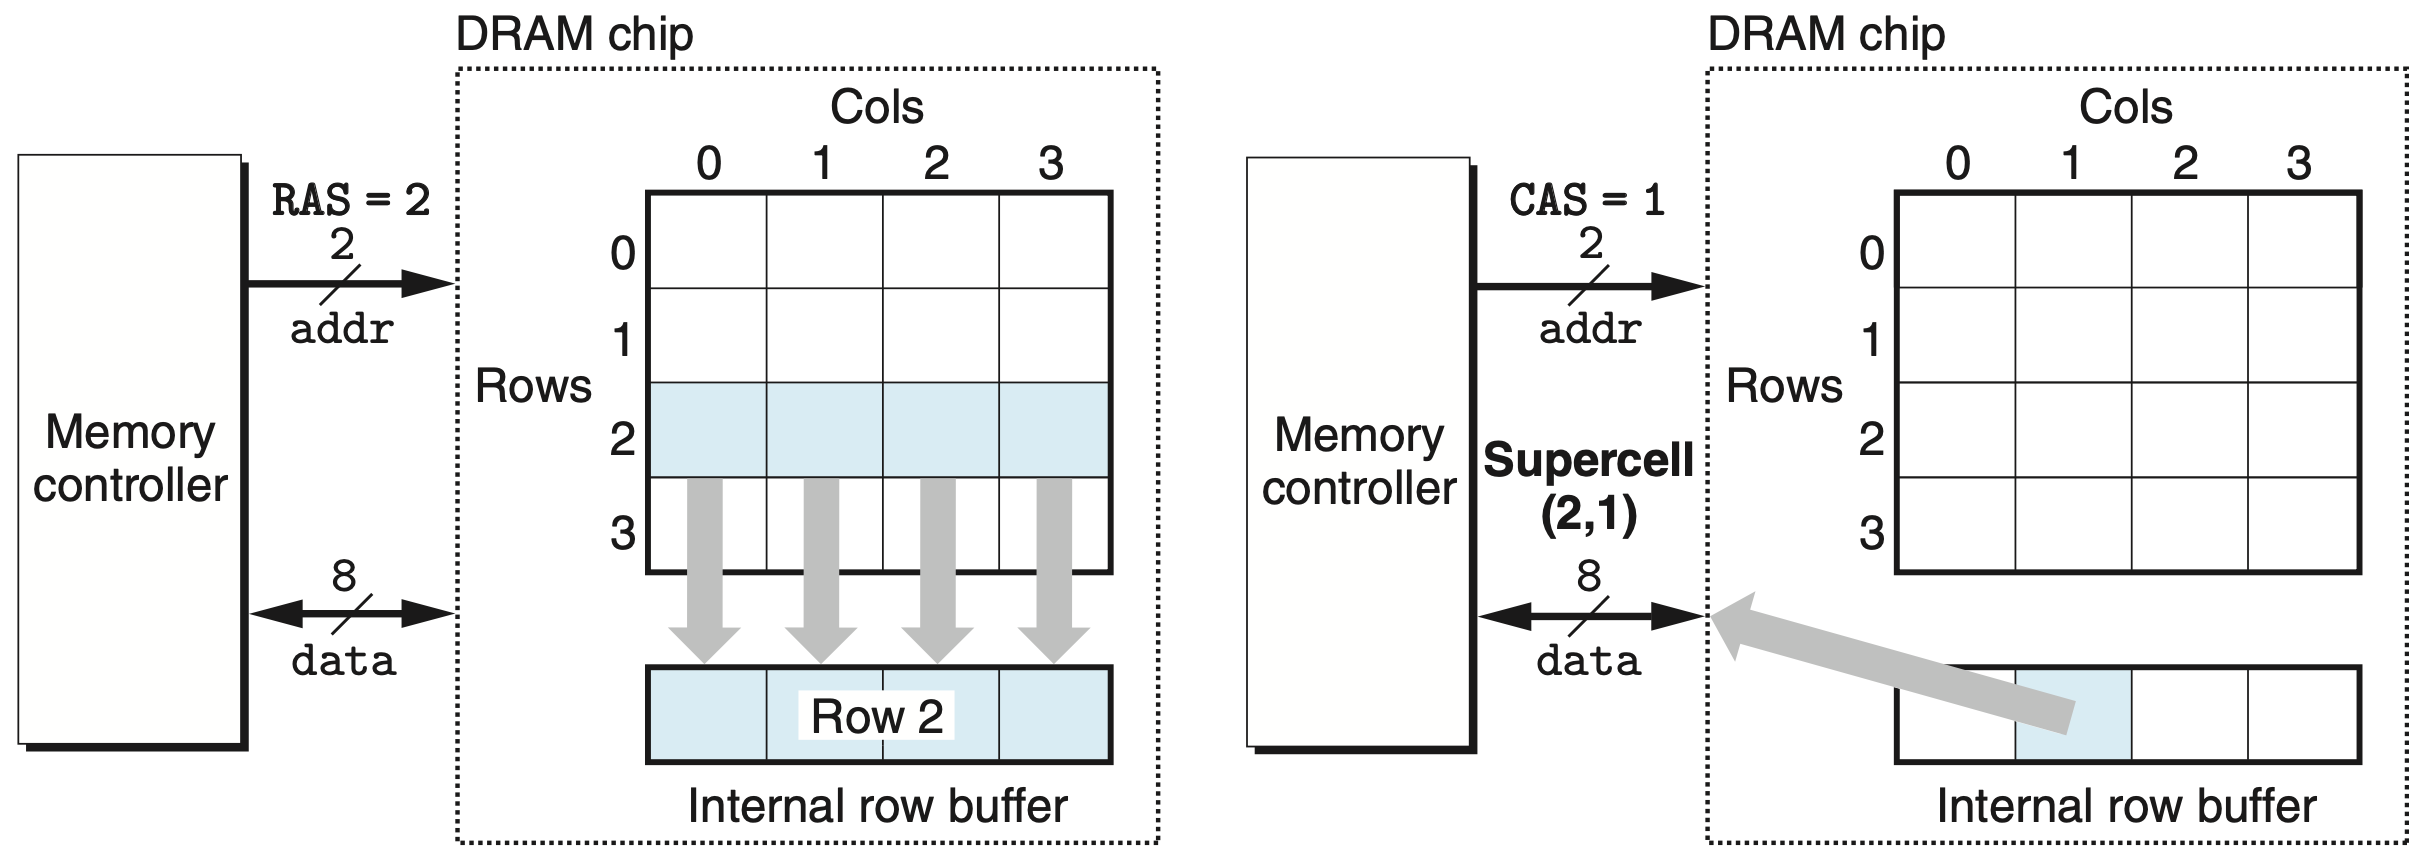 DRAM chip
Cols
0 1 2 3
RAS = 2
2
addr
Rows
0
1
2
3
Memory
controller
8
data
Row 2
Internal row buffer
DRAM chip
Cols
0 1 2 3
CAS = 1
2
addr
Rows
0
1
2
3
Memory
controller
Supercell
(2,1)
8
data
Internal row buffer